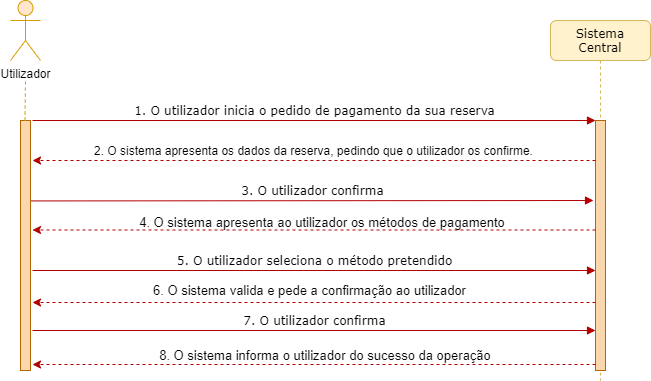 Sistema
Central
Utilizador
1. O utilizador inicia o pedido de pagamento da sua reserva
2. O sistema apresenta os dados da reserva, pedindo que o utilizador os confirme.
3. O utilizador confirma
4. O sistema apresenta ao utilizador os métodos de pagamento
5. O utilizador seleciona o método pretendido
6. O sistema valida e pede a confirmação ao utilizador
7. O utilizador confirma
8. O sistema informa o utilizador do sucesso da operação